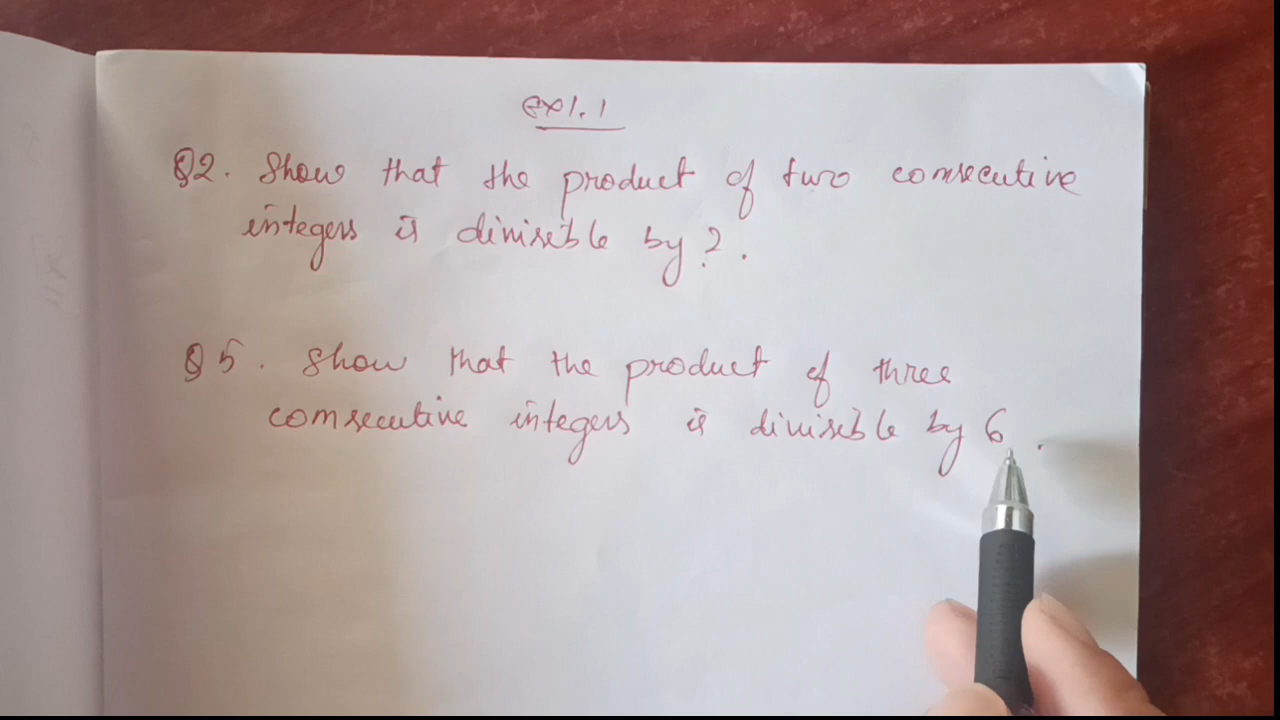 ex1.1
Q2. Show that the product of two consecutive
integers is divisible by 2.
Q5. Show that the product of three
consecutive integers is divisible by 6.